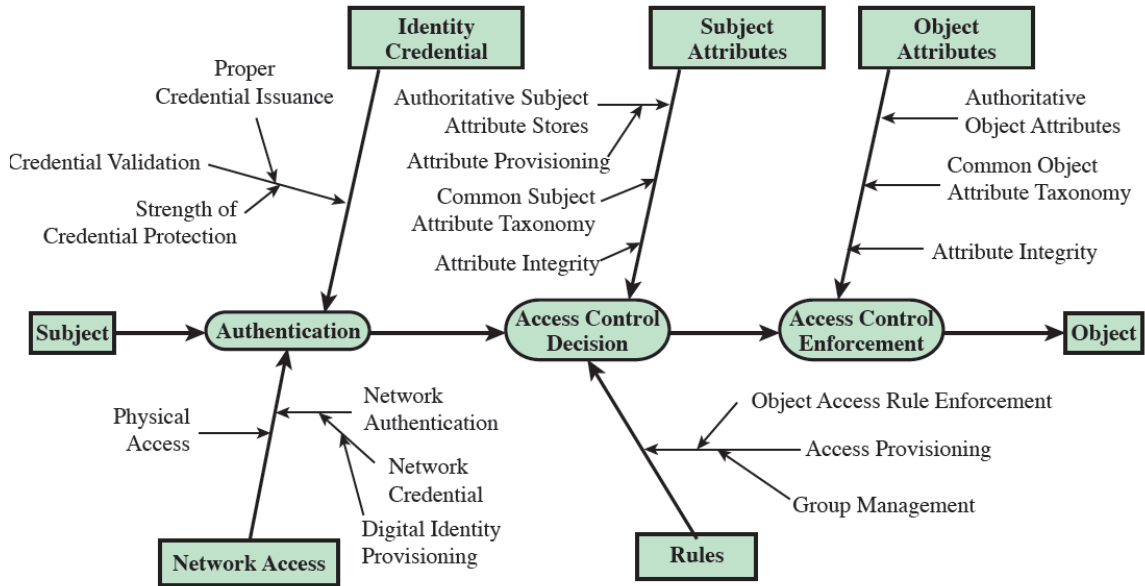 Identity
Credential
Subject
Attributes
Object
Attributes
Proper
Credential Issuance
Credential Validation
Strength of
Credential Protection
Authoritative Subject
Attribute Stores
Attribute Provisioning
Common Subject
Attribute Taxonomy
Attribute Integrity
Authoritative
Object Attributes
Common Object
Attribute Taxonomy
Attribute Integrity
Subject
Authentication
Access Control
Decision
Access Control
Enforcement
Object
Physical
Access
Network
Authentication
Network
Credential
Digital Identity
Provisioning
Object Access Rule Enforcement
Access Provisioning
Group Management
Network Access
Rules